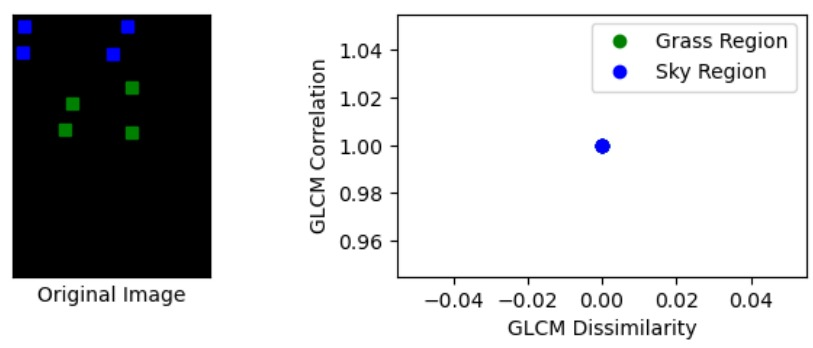 Original Image
1.04
1.02
1.00
0.98
0.96
GLCM Correlation
Grass Region
Sky Region
−0.04 −0.02 0.00 0.02 0.04
GLCM Dissimilarity